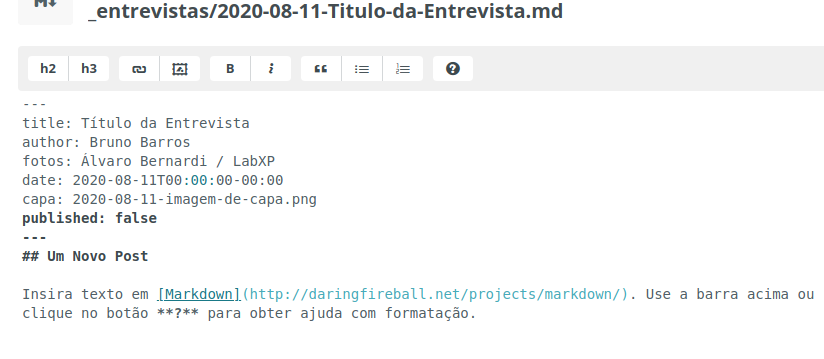 M↓
_entrevistas/2020-08-11-Titulo-da-Entrevista.md
h2 h3 B i ?
---
title: Título da Entrevista
author: Bruno Barros
fotos: Álvaro Bernardi / LabXP
date: 2020-08-11T00:00:00-00:00
capa: 2020-08-11-imagem-de-capa.png
published: false
---
## Um Novo Post
Insira texto em [Markdown](http://daringfireball.net/projects/markdown/). Use a barra acima ou
clique no botão **?** para obter ajuda com formatação.